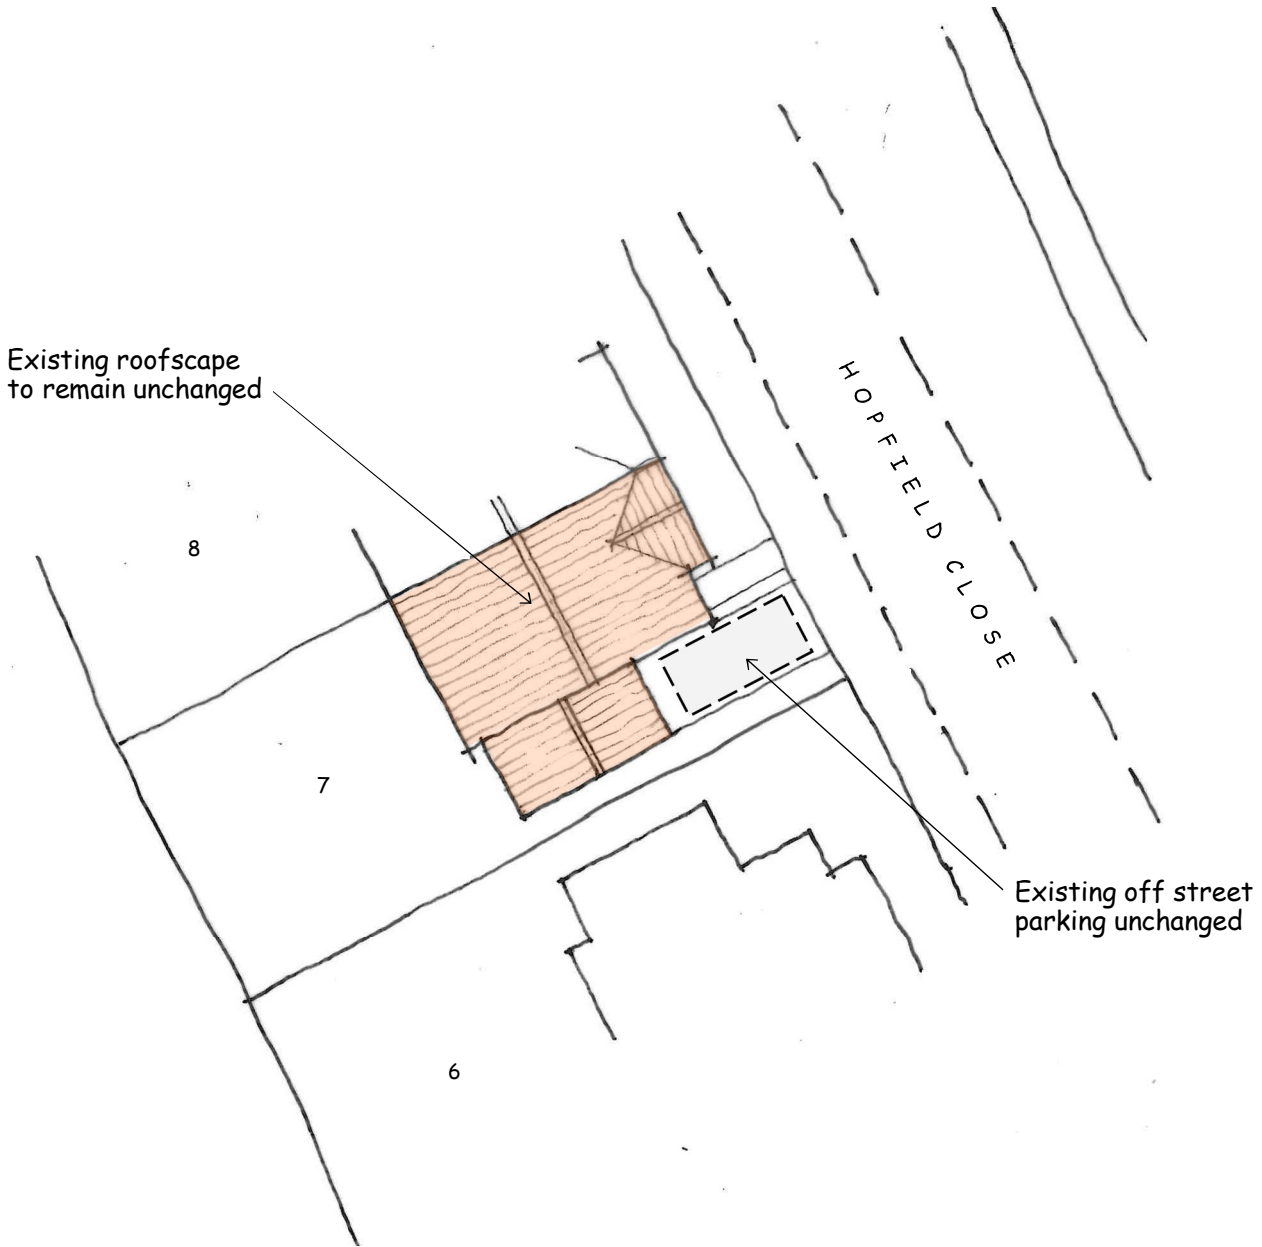 Existing roofscape
to remain unchanged
HOPFIELD CLOSE
8
7
Existing off street
parking unchanged
6